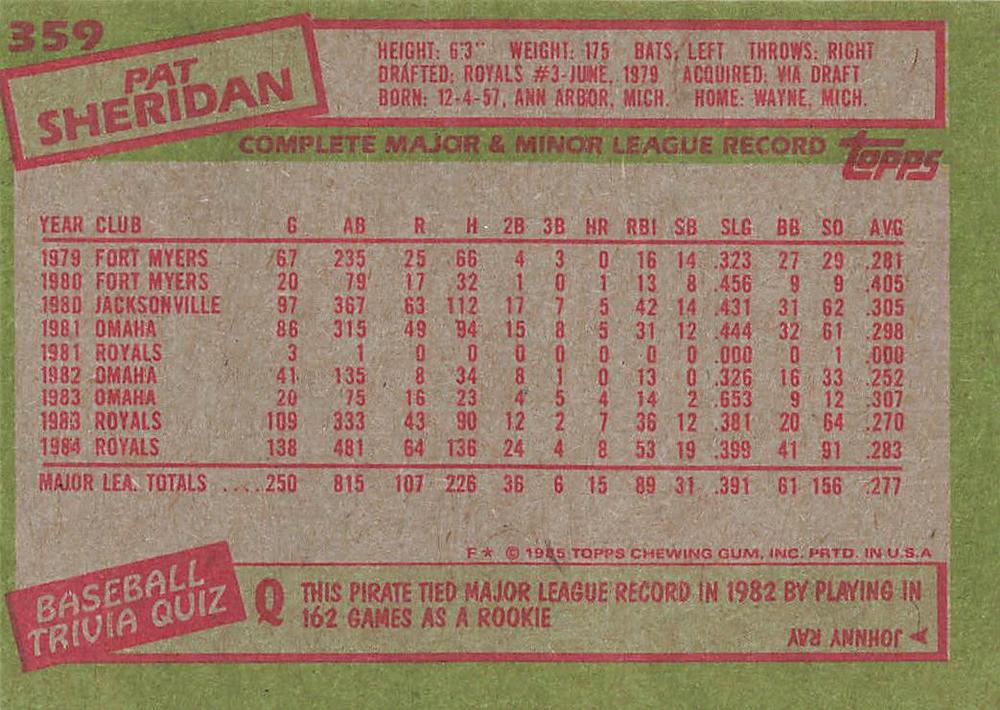 359
PAT
SHERIDAN
HEIGHT: 6'3" WEIGHT: 175 BATS: LEFT THROWS: RIGHT
DRAFTED: ROYALS #3-JUNE, 1979 ACQUIRED: VIA DRAFT
BORN: 12-4-57, ANN ARBOR, MICH. HOME: WAYNE, MICH.
COMPLETE MAJOR & MINOR LEAGUE RECORD topps
YEAR CLUB G AB R H 2B 3B HR RBI SB SLG BB SO AVG
1979 FORT MYERS 67 235 25 66 4 3 0 16 14 .323 27 29 .281
1980 FORT MYERS 20 79 17 32 1 0 1 13 8 .456 9 9 .405
1980 JACKSONVILLE 97 367 63 112 17 7 5 42 14 .431 31 62 .305
1981 OMAHA 86 315 49 94 15 8 5 31 12 .444 32 61 .298
1981 ROYALS 3 1 0 0 0 0 0 0 0 .000 0 1 .000
1982 OMAHA 41 135 8 34 8 1 0 13 0 .326 16 33 .252
1983 OMAHA 20 75 16 23 4 5 4 14 2 .653 9 12 .307
1983 ROYALS 109 333 43 90 12 2 7 36 12 .381 20 64 .270
1984 ROYALS 138 481 64 136 24 4 8 53 19 .399 41 91 .283
MAJOR LEA. TOTALS ....250 815 107 226 36 6 15 89 31 .391 61 156 .277
F* © 1985 TOPPS CHEWING GUM, INC. PRTD. IN U.S.A
BASEBALL
TRIVIA QUIZ
Q THIS PIRATE TIED MAJOR LEAGUE RECORD IN 1982 BY PLAYING IN
162 GAMES AS A ROOKIE
JOHNNY RAY